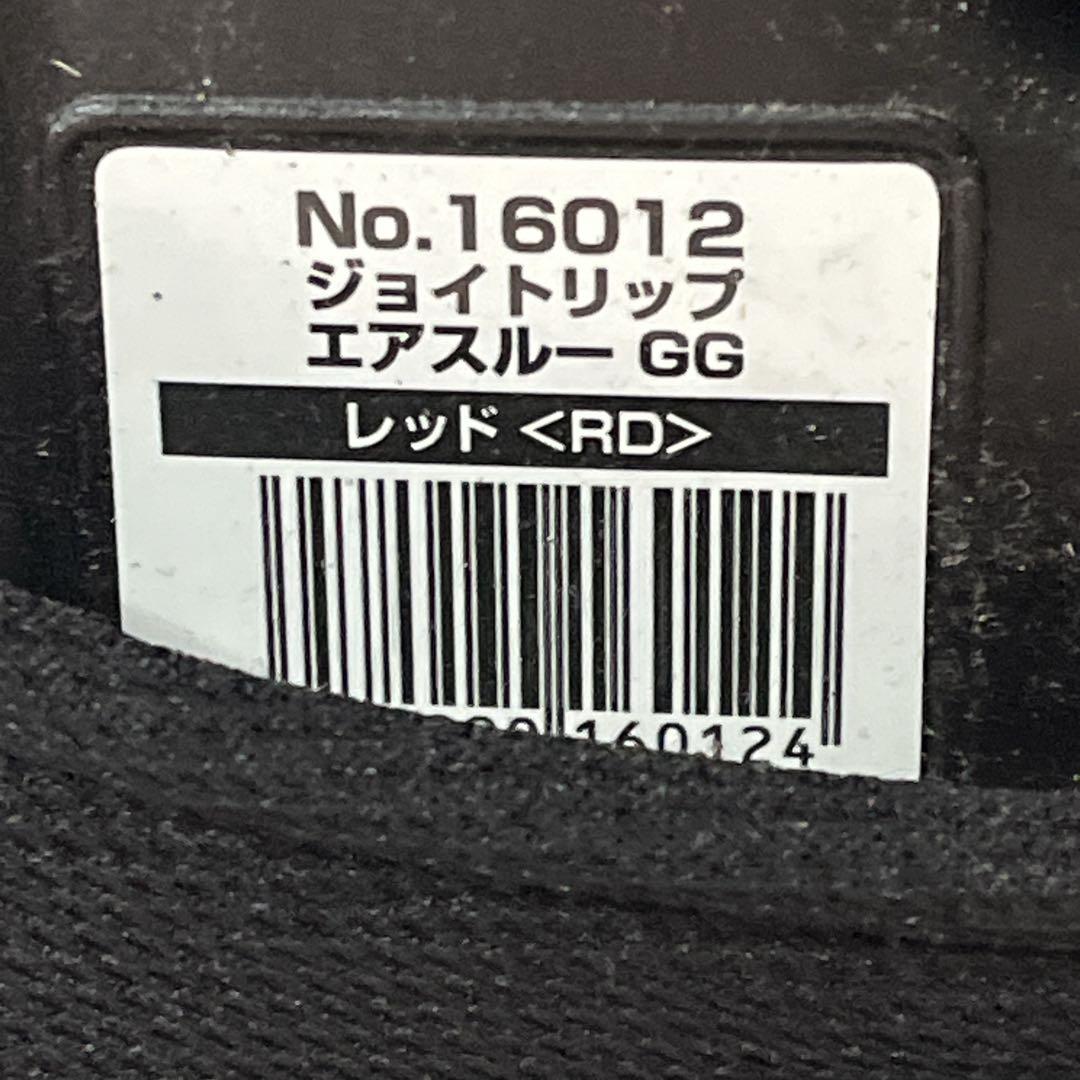 No.16012
ジョイトリップ
エアスルー GG
レッド <RD>
160124